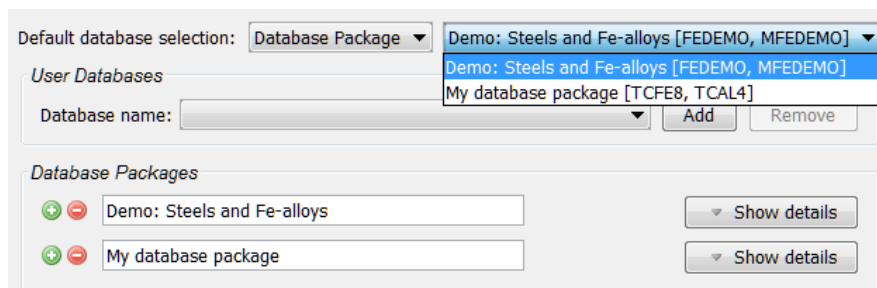 Default database selection: Database Package Demo: Steels and Fe-alloys [FEDEMO, MFEDEMO]
Demo: Steels and Fe-alloys [FEDEMO, MFEDEMO]
My database package [TCFE8, TCAL4]
User Databases
Database name: Add Remove
Database Packages
Demo: Steels and Fe-alloys Show details
My database package Show details